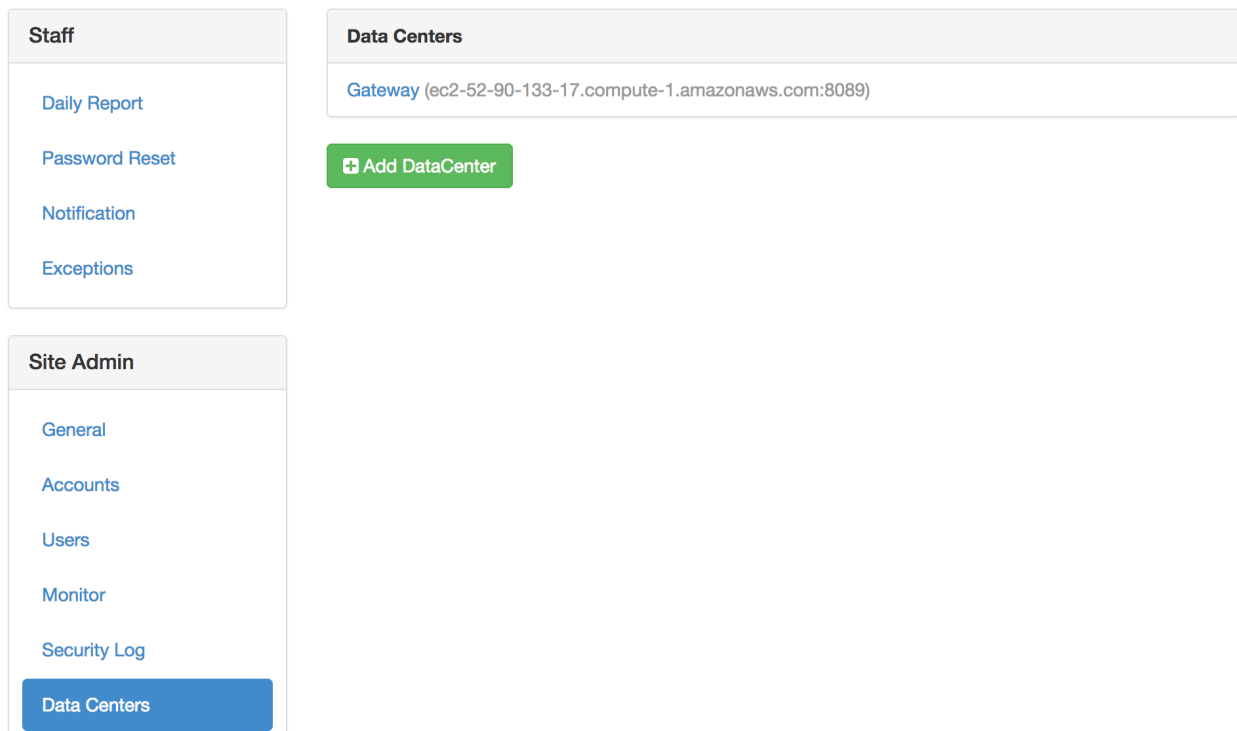 Staff
Daily Report
Password Reset
Notification
Exceptions
Site Admin
General
Accounts
Users
Monitor
Security Log
Data Centers
Data Centers
Gateway (ec2-52-90-133-17.compute-1.amazonaws.com:8089)
Add DataCenter